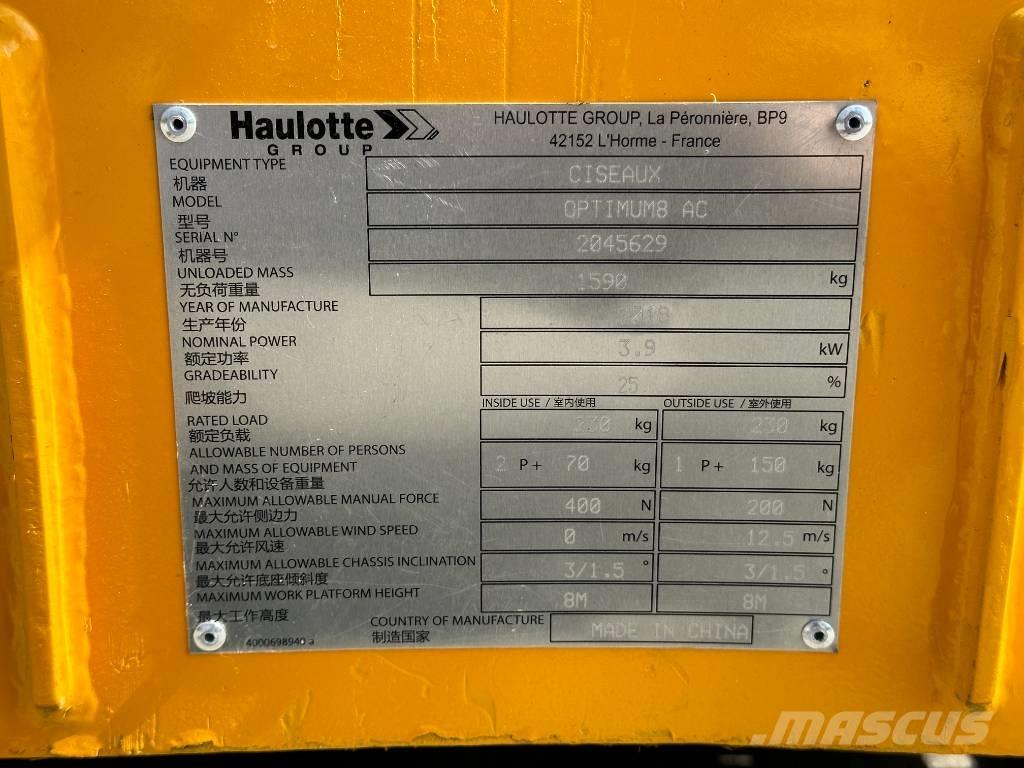 Haulotte
GROUP
HAULOTTE GROUP, La Péronnière, BP9
42152 L'Horme - France
EQUIPMENT TYPE
机器
CISEAUX
MODEL
型号
OPTIMUM8 AC
SERIAL N°
机器号
2045629
UNLOADED MASS
无负荷重量
1590 kg
YEAR OF MANUFACTURE
生产年份
2018
NOMINAL POWER
额定功率
3.9 kW
GRADEABILITY
爬坡能力
25 %
INSIDE USE / 室内使用 OUTSIDE USE / 室外使用
RATED LOAD
额定负载
230 kg 230 kg
ALLOWABLE NUMBER OF PERSONS
AND MASS OF EQUIPMENT
允许人数和设备重量
2 P+ 70 kg 1 P+ 150 kg
MAXIMUM ALLOWABLE MANUAL FORCE
最大允许侧边力
400 N 200 N
MAXIMUM ALLOWABLE WIND SPEED
最大允许风速
0 m/s 12.5 m/s
MAXIMUM ALLOWABLE CHASSIS INCLINATION
最大允许底座倾斜度
3/1.5 ° 3/1.5 °
MAXIMUM WORK PLATFORM HEIGHT
最大工作高度
8M 8M
COUNTRY OF MANUFACTURE
制造国家
MADE IN CHINA
4000698940 a
MASCUS